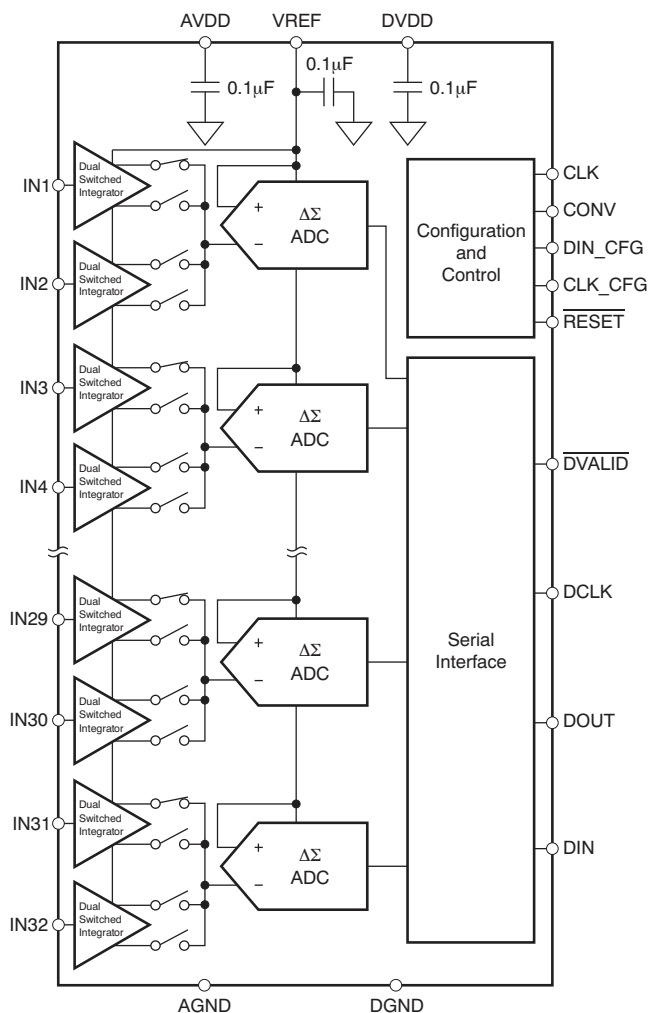 AVDD VREF DVDD
0.1μF
0.1μF
0.1μF
IN1
Dual
Switched
Integrator
+
−
ΔΣ
ADC
IN2
Dual
Switched
Integrator
Configuration
and
Control
CLK
CONV
DIN_CFG
CLK_CFG
RESET
IN3
Dual
Switched
Integrator
+
−
ΔΣ
ADC
IN4
Dual
Switched
Integrator
DVALID
IN29
Dual
Switched
Integrator
+
−
ΔΣ
ADC
IN30
Dual
Switched
Integrator
Serial
Interface
DCLK
DOUT
DIN
IN31
Dual
Switched
Integrator
+
−
ΔΣ
ADC
IN32
Dual
Switched
Integrator
AGND DGND